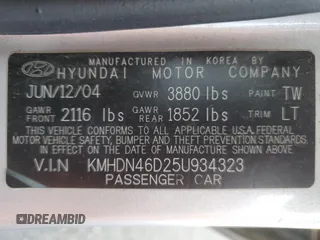 MANUFACTURED IN KOREA BY
HYUNDAI MOTOR COMPANY
JUN/12/04 GVWR 3880 lbs PAINT TW
GAWR FRONT 2116 lbs GAWR REAR 1852 lbs TRIM LT
THIS VEHICLE CONFORMS TO ALL APPLICABLE U.S.A. FEDERAL
MOTOR VEHICLE SAFETY, BUMPER AND THEFT PREVENTION STANDARDS
IN EFFECT ON THE DATE OF MANUFACTURE SHOWN ABOVE.
V.I.N KMHDN46D25U934323
PASSENGER CAR
DREAMBID